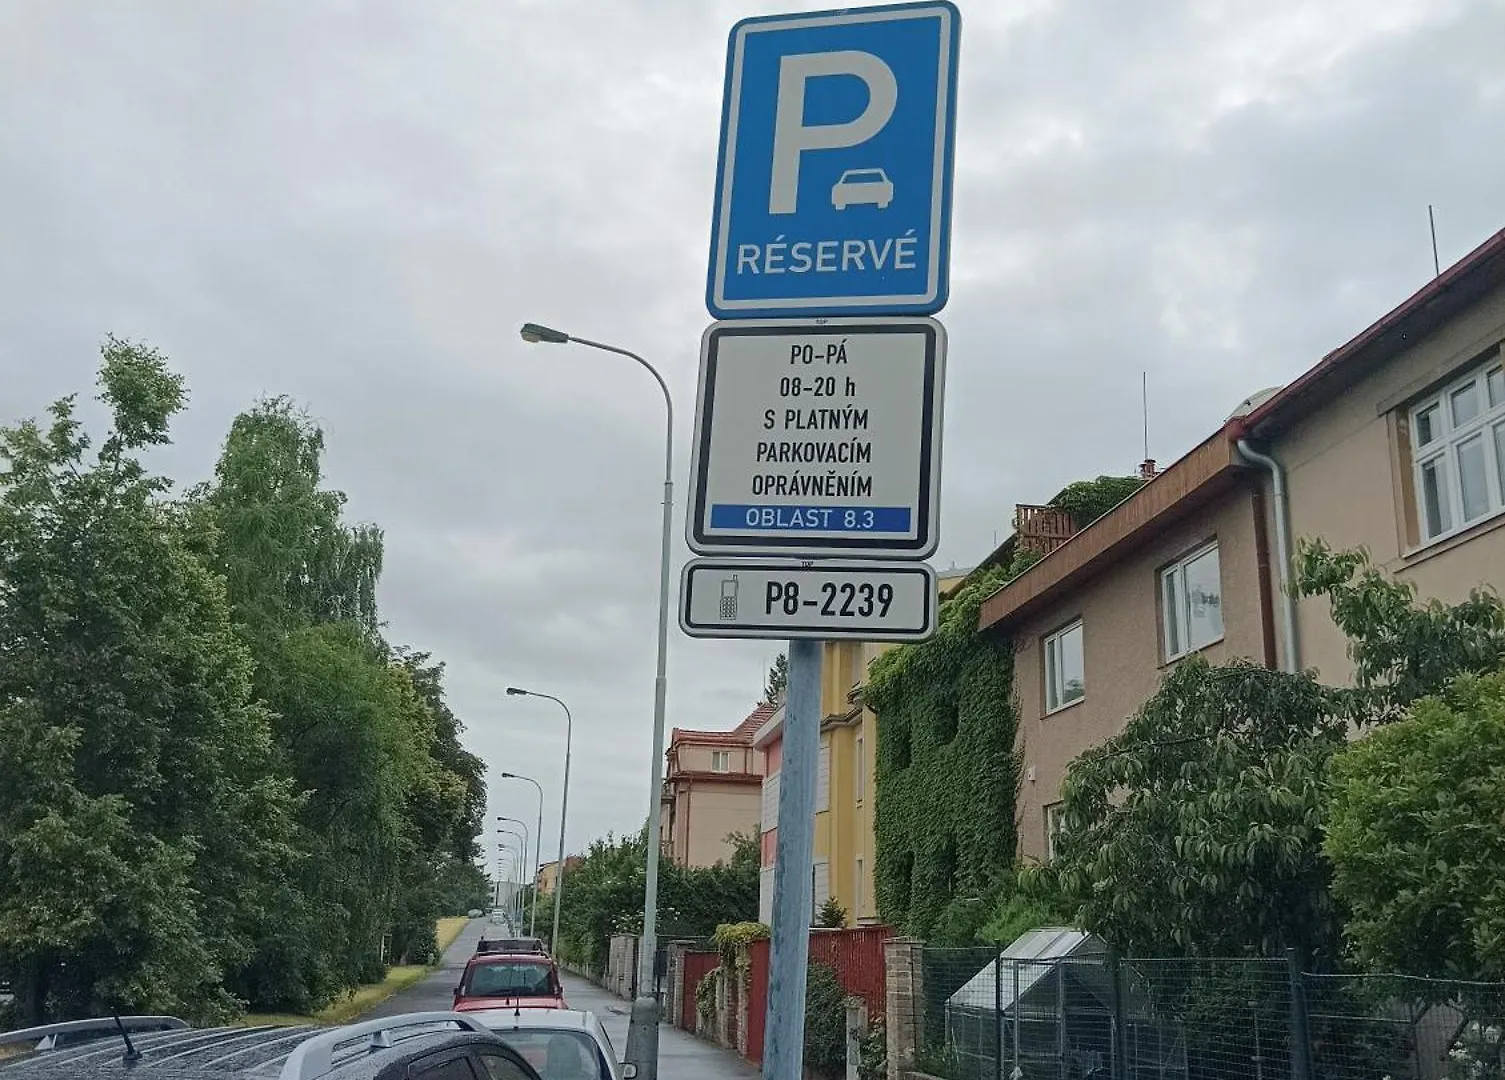 P
RÉSERVÉ
PO-PÁ
08-20 h
S PLATNÝM
PARKOVACÍM
OPRÁVNĚNÍM
OBLAST 8.3
P8-2239